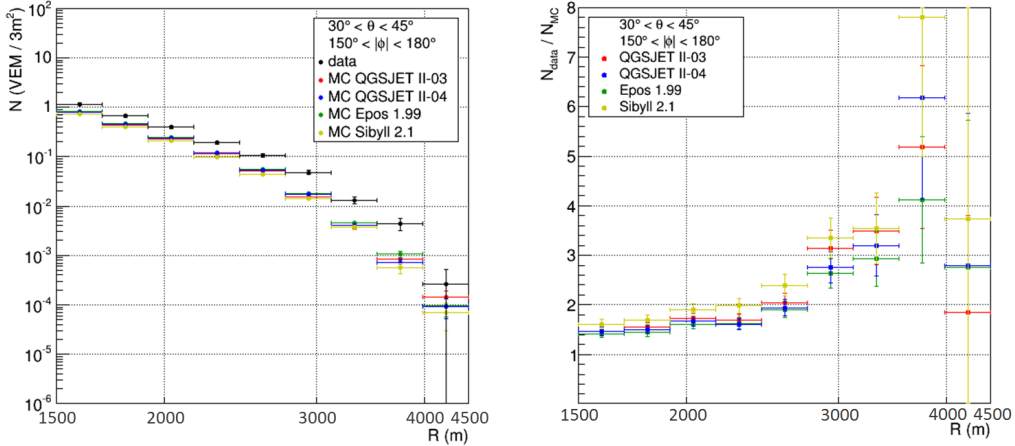 10²
10
1
10⁻¹
10⁻²
10⁻³
10⁻⁴
10⁻⁵
10⁻⁶
N (VEM / 3m²)
30° < θ < 45°
150° < |ϕ| < 180°
data
MC QGSJET II-03
MC QGSJET II-04
MC Epos 1.99
MC Sibyll 2.1
1500 2000 3000 4000 4500
R (m)
8
7
6
5
4
3
2
1
N_data / N_MC
30° < θ < 45°
150° < |ϕ| < 180°
QGSJET II-03
QGSJET II-04
Epos 1.99
Sibyll 2.1
1500 2000 3000 4000 4500
R (m)